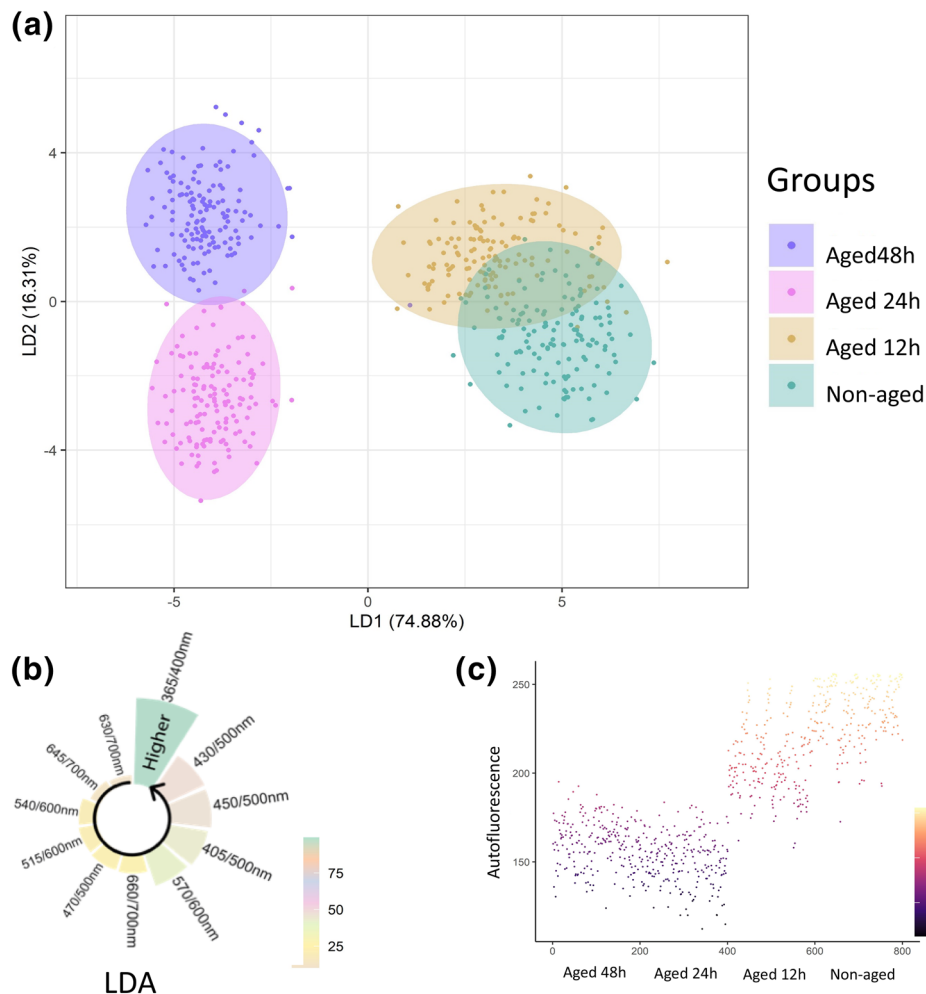 (a)
4
0
-4
LD2 (16.31%)
-5
0
5
LD1 (74.88%)
Groups
Aged48h
Aged 24h
Aged 12h
Non-aged
(b)
365/400nm
Higher
430/500nm
450/500nm
405/500nm
570/600nm
660/700nm
470/500nm
515/600nm
540/600nm
645/700nm
630/700nm
75
50
25
LDA
(c)
250
200
150
Autofluorescence
0
200
400
600
800
Aged 48h
Aged 24h
Aged 12h
Non-aged